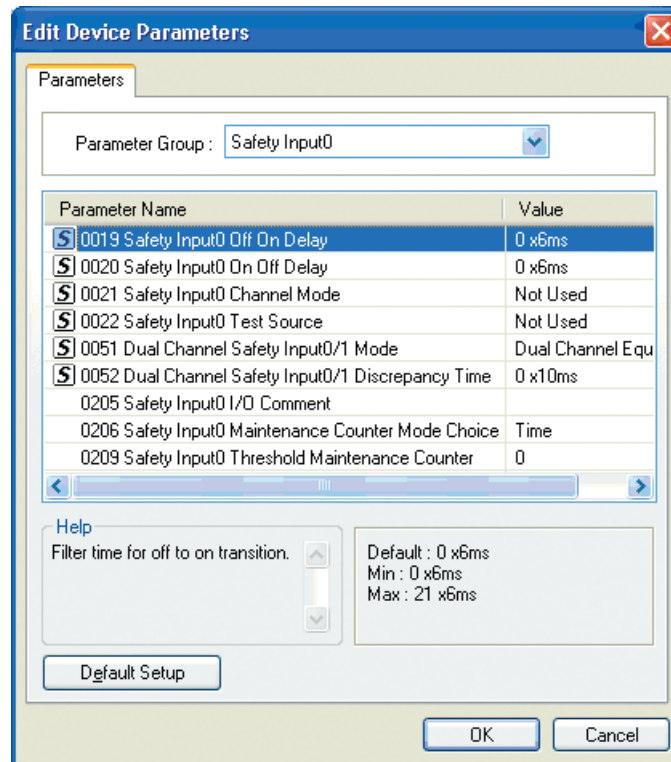 Edit Device Parameters
Parameters
Parameter Group : Safety Input0
Parameter Name Value
S 0019 Safety Input0 Off On Delay 0 x6ms
S 0020 Safety Input0 On Off Delay 0 x6ms
S 0021 Safety Input0 Channel Mode Not Used
S 0022 Safety Input0 Test Source Not Used
S 0051 Dual Channel Safety Input0/1 Mode Dual Channel Equ
S 0052 Dual Channel Safety Input0/1 Discrepancy Time 0 x10ms
0205 Safety Input0 I/O Comment
0206 Safety Input0 Maintenance Counter Mode Choice Time
0209 Safety Input0 Threshold Maintenance Counter 0
Help
Filter time for off to on transition.
Default : 0 x6ms
Min : 0 x6ms
Max : 21 x6ms
Default Setup
OK Cancel